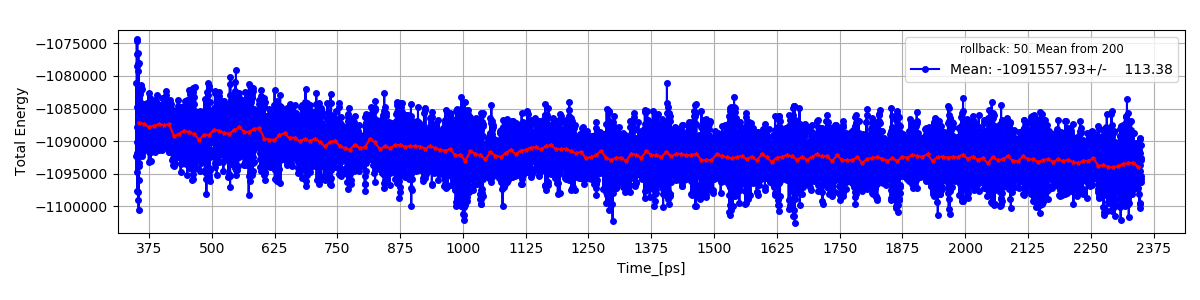 −1075000
−1080000
−1085000
−1090000
−1095000
−1100000
Total Energy
rollback: 50. Mean from 200
Mean: -1091557.93+/-    113.38
375 500 625 750 875 1000 1125 1250 1375 1500 1625 1750 1875 2000 2125 2250 2375
Time_[ps]